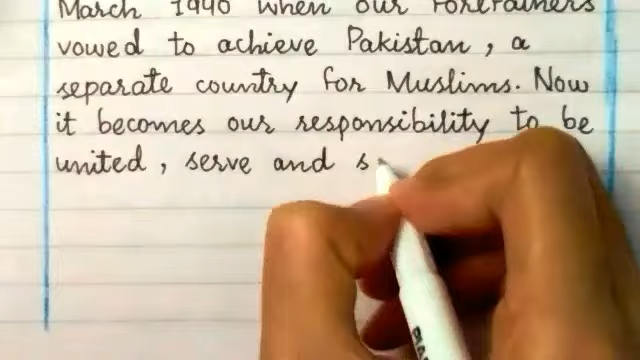 March 1940 when our forefathers
vowed to achieve Pakistan, a
separate country for Muslims. Now
it becomes our responsibility to be
united, serve and s